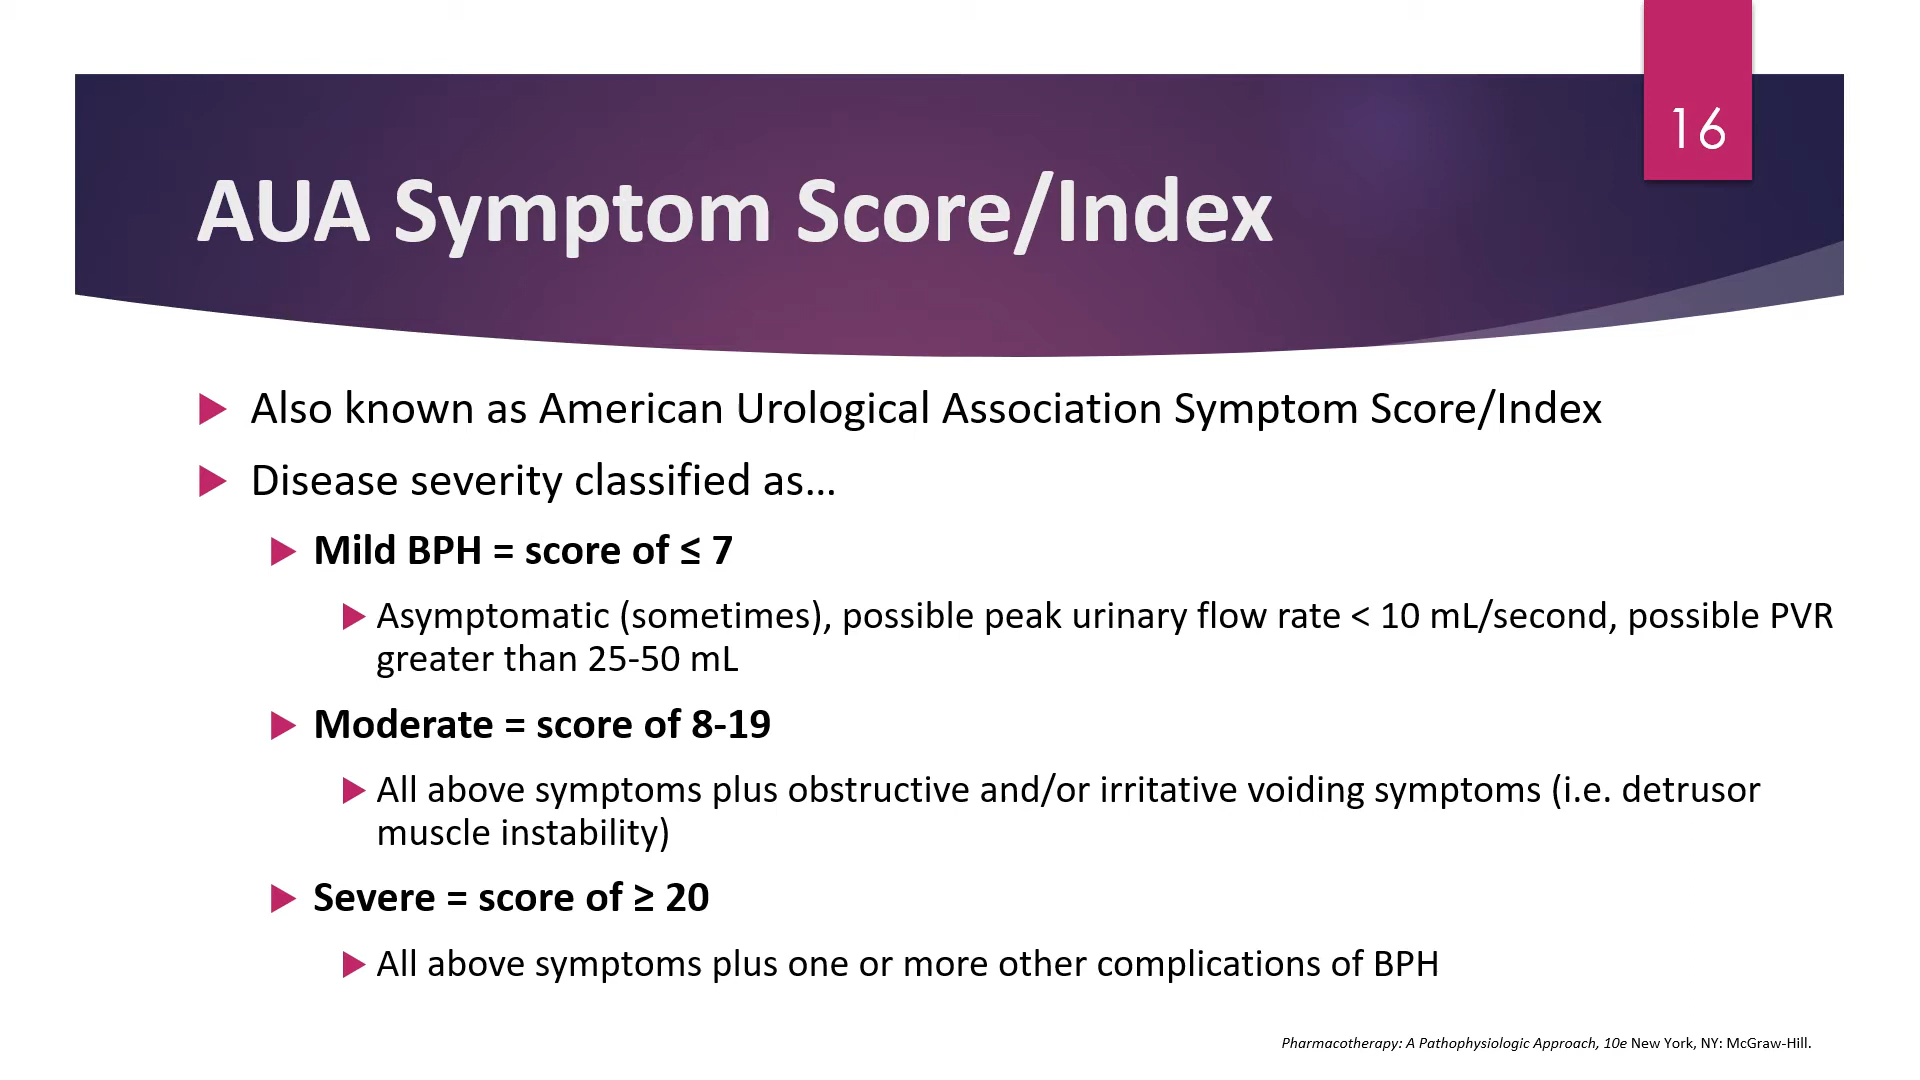 16
AUA Symptom Score/Index
Also known as American Urological Association Symptom Score/Index
Disease severity classified as…
Mild BPH = score of ≤ 7
Asymptomatic (sometimes), possible peak urinary flow rate < 10 mL/second, possible PVR
greater than 25-50 mL
Moderate = score of 8-19
All above symptoms plus obstructive and/or irritative voiding symptoms (i.e. detrusor
muscle instability)
Severe = score of ≥ 20
All above symptoms plus one or more other complications of BPH
Pharmacotherapy: A Pathophysiologic Approach, 10e New York, NY: McGraw-Hill.